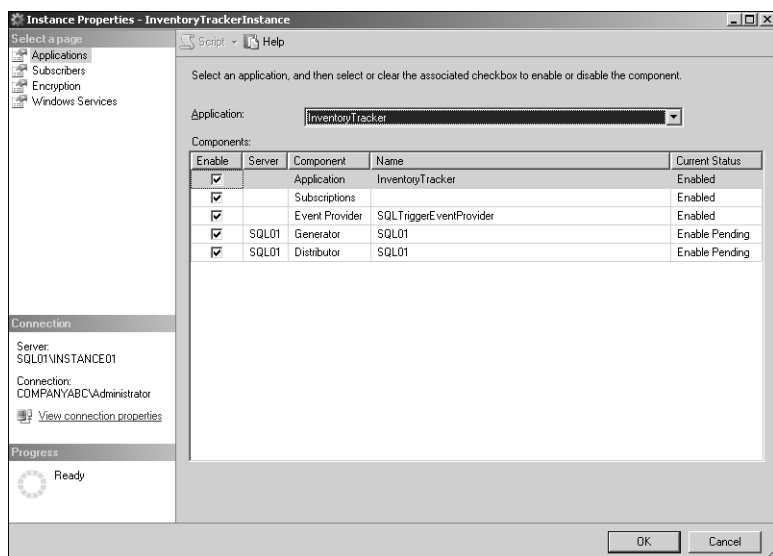 Instance Properties - InventoryTrackerInstance
Select a page
Applications
Subscribers
Encryption
Windows Services
Script
Help
Select an application, and then select or clear the associated checkbox to enable or disable the component.
Application:
InventoryTracker
Components:
Enable Server Component Name Current Status
Application InventoryTracker Enabled
Subscriptions Enabled
Event Provider SQLTriggerEventProvider Enabled
SQL01 Generator SQL01 Enable Pending
SQL01 Distributor SQL01 Enable Pending
Connection
Server:
SQL01\INSTANCE01
Connection:
COMPANYABC\Administrator
View connection properties
Progress
Ready
OK Cancel